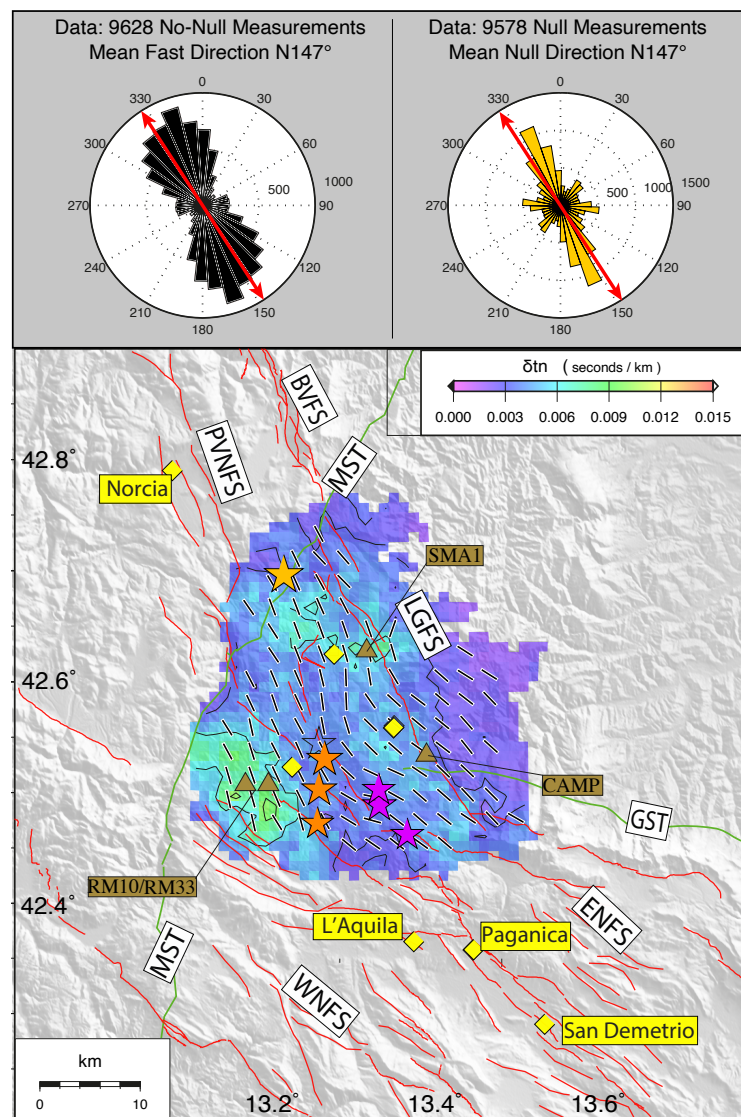 Data: 9628 No-Null Measurements
Mean Fast Direction N147°
Data: 9578 Null Measurements
Mean Null Direction N147°
0
330
30
300
60
500
1000
270
90
240
120
210
150
180
0
330
30
300
60
500
1000
1500
270
90
240
120
210
150
180
δtn ( seconds / km )
0.000 0.003 0.006 0.009 0.012 0.015
BVFS
PVNFS
MST
42.8°
Norcia
SMA1
LGFS
42.6°
CAMP
GST
RM10/RM33
42.4°
L'Aquila
Paganica
ENFS
MST
WNFS
San Demetrio
km
0 10
13.2° 13.4° 13.6°